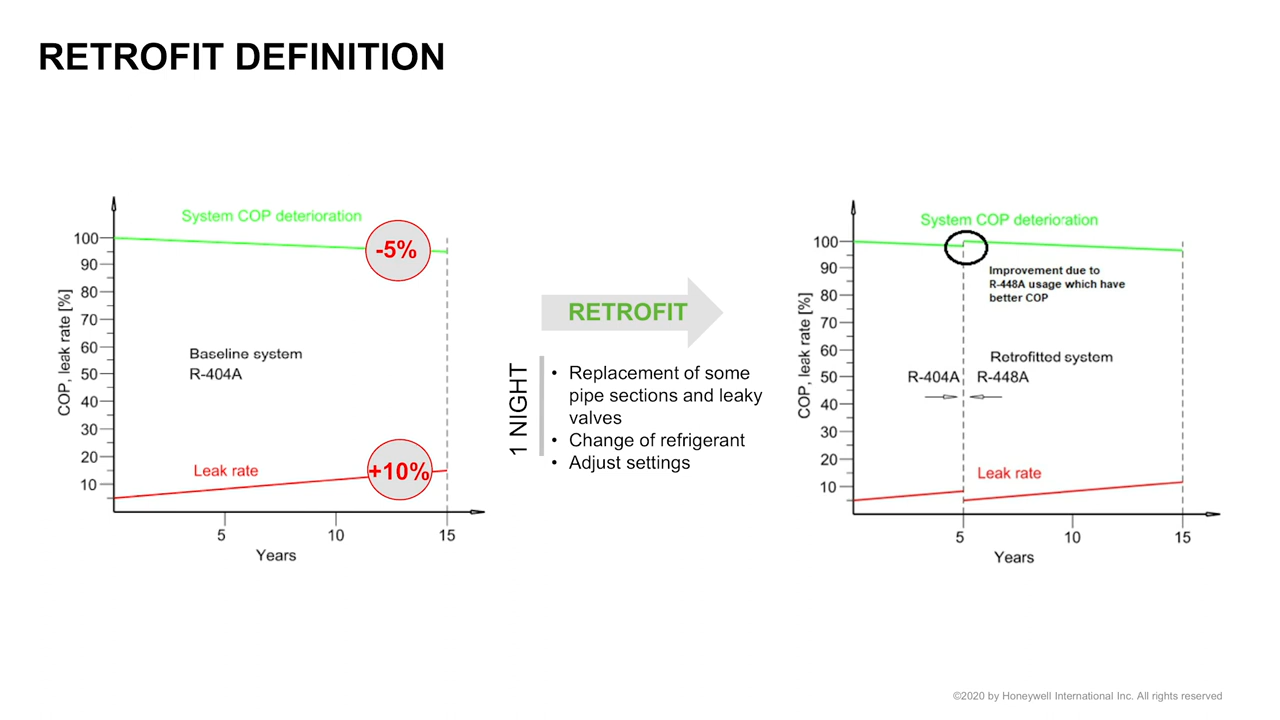 RETROFIT DEFINITION
System COP deterioration
100
90
80
70
60
50
40
30
20
10
COP, leak rate [%]
-5%
Baseline system
R-404A
Leak rate
+10%
5
10
15
Years
RETROFIT
1 NIGHT
• Replacement of some
pipe sections and leaky
valves
• Change of refrigerant
• Adjust settings
System COP deterioration
100
90
80
70
60
50
40
30
20
10
COP, leak rate [%]
Improvement due to
R-448A usage which have
better COP
Retrofitted system
R-404A R-448A
Leak rate
5
10
15
Years
©2020 by Honeywell International Inc. All rights reserved